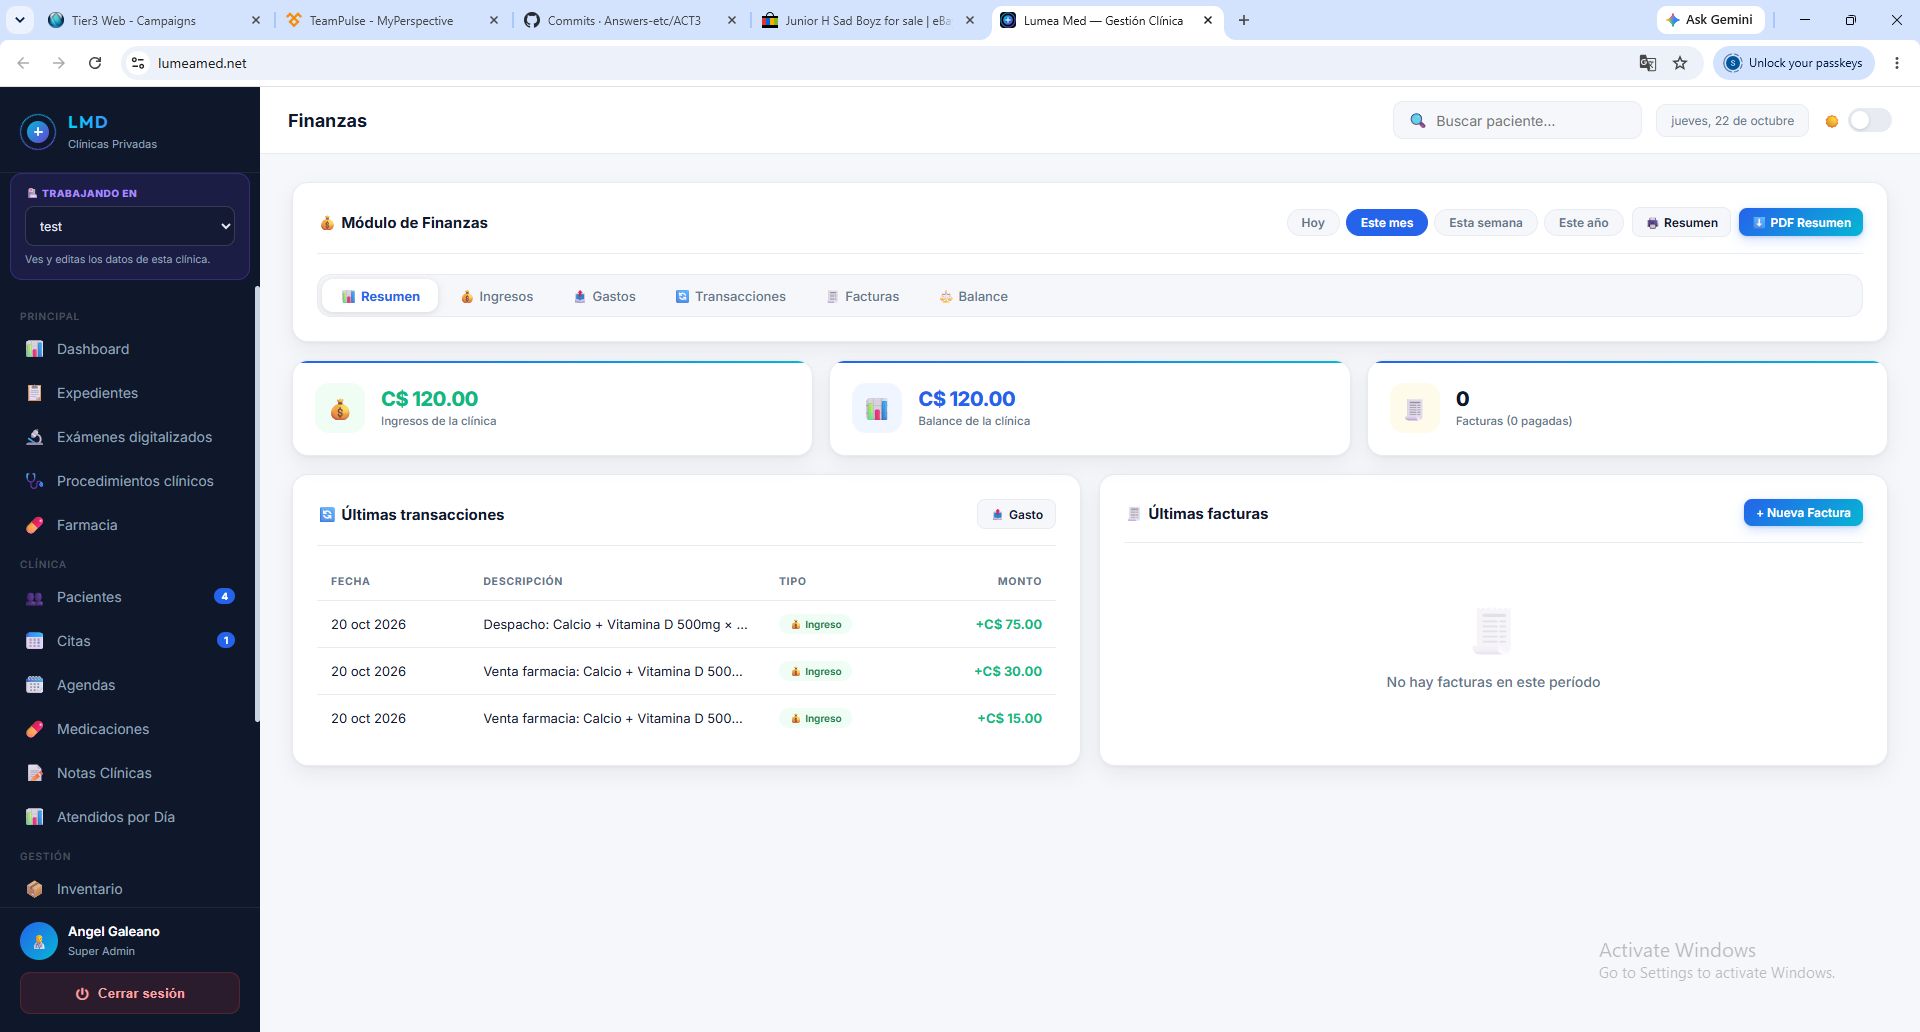 Tier3 Web - Campaigns
TeamPulse - MyPerspective
Commits · Answers-etc/ACT3
Junior H Sad Boyz for sale | eBa
Lumea Med — Gestión Clínica
Ask Gemini
lumeamed.net
Unlock your passkeys
LMD
Clínicas Privadas
TRABAJANDO EN
test
Ves y editas los datos de esta clínica.
PRINCIPAL
Dashboard
Expedientes
Exámenes digitalizados
Procedimientos clínicos
Farmacia
CLÍNICA
Pacientes 4
Citas 1
Agendas
Medicaciones
Notas Clínicas
Atendidos por Día
GESTIÓN
Inventario
Angel Galeano
Super Admin
Cerrar sesión
Finanzas
Buscar paciente...
jueves, 22 de octubre
Módulo de Finanzas
Hoy
Este mes
Esta semana
Este año
Resumen
PDF Resumen
Resumen
Ingresos
Gastos
Transacciones
Facturas
Balance
C$ 120.00
Ingresos de la clínica
C$ 120.00
Balance de la clínica
0
Facturas (0 pagadas)
Últimas transacciones
Gasto
FECHA DESCRIPCIÓN TIPO MONTO
20 oct 2026 Despacho: Calcio + Vitamina D 500mg × ... Ingreso +C$ 75.00
20 oct 2026 Venta farmacia: Calcio + Vitamina D 500... Ingreso +C$ 30.00
20 oct 2026 Venta farmacia: Calcio + Vitamina D 500... Ingreso +C$ 15.00
Últimas facturas
+ Nueva Factura
No hay facturas en este período
Activate Windows
Go to Settings to activate Windows.